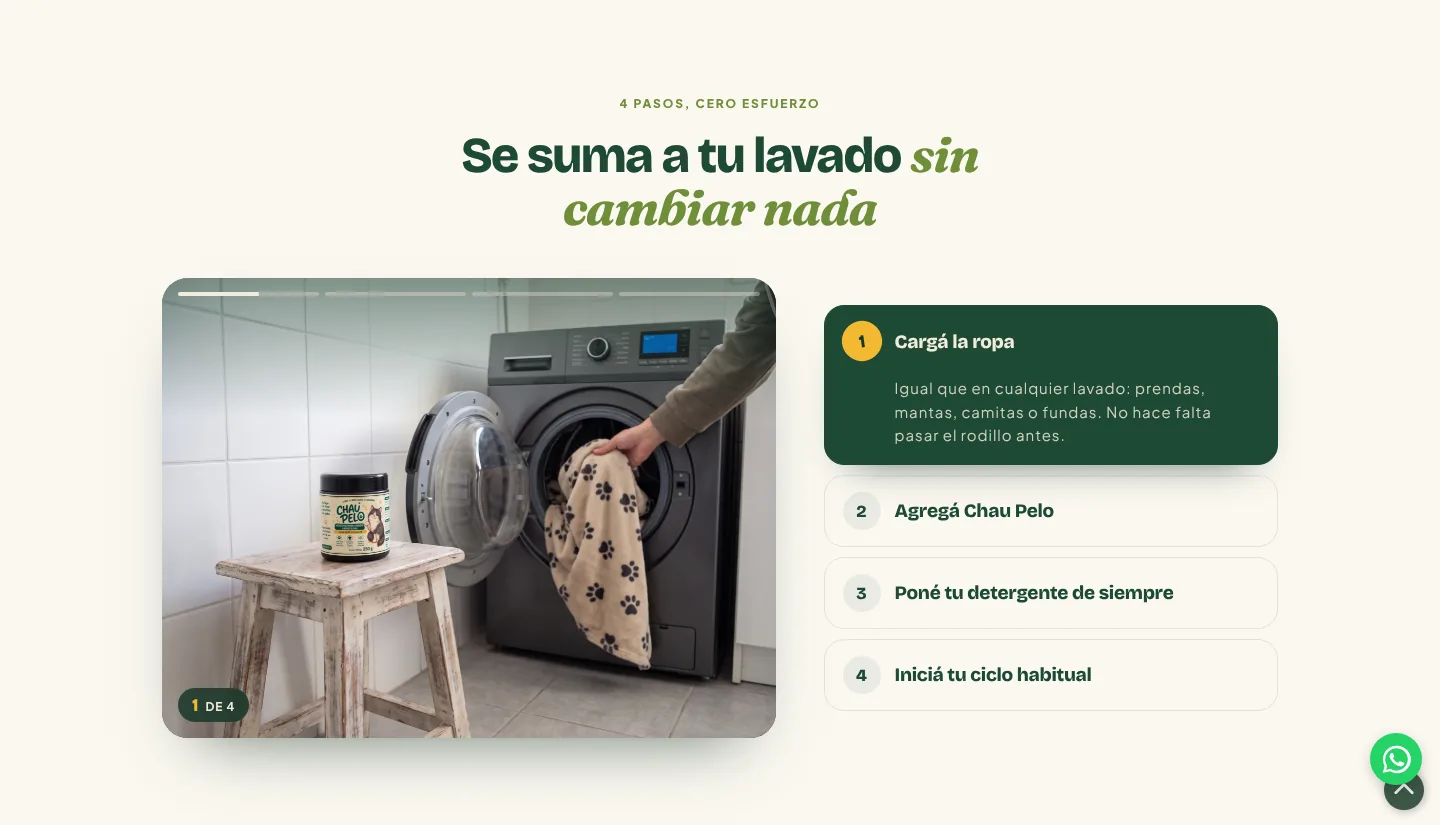 4 PASOS, CERO ESFUERZO
Se suma a tu lavado sin
cambiar nada
CHAU
PELO
1 DE 4
1
Cargá la ropa
Igual que en cualquier lavado: prendas,
mantas, camitas o fundas. No hace falta
pasar el rodillo antes.
2
Agregá Chau Pelo
3
Poné tu detergente de siempre
4
Iniciá tu ciclo habitual